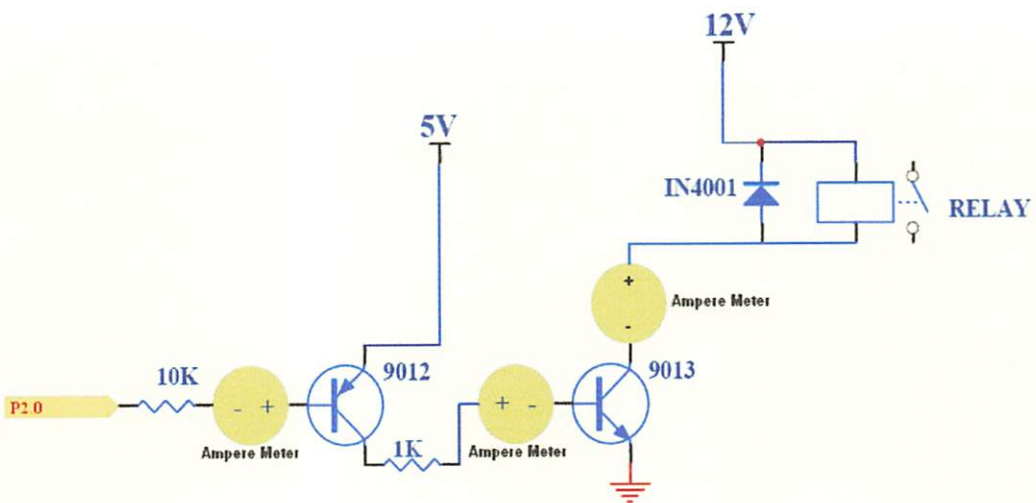 12V
5V
IN4001
RELAY
+
Ampere Meter
-
10K
9012
9013
P2.0
- +
+ -
Ampere Meter
1K
Ampere Meter